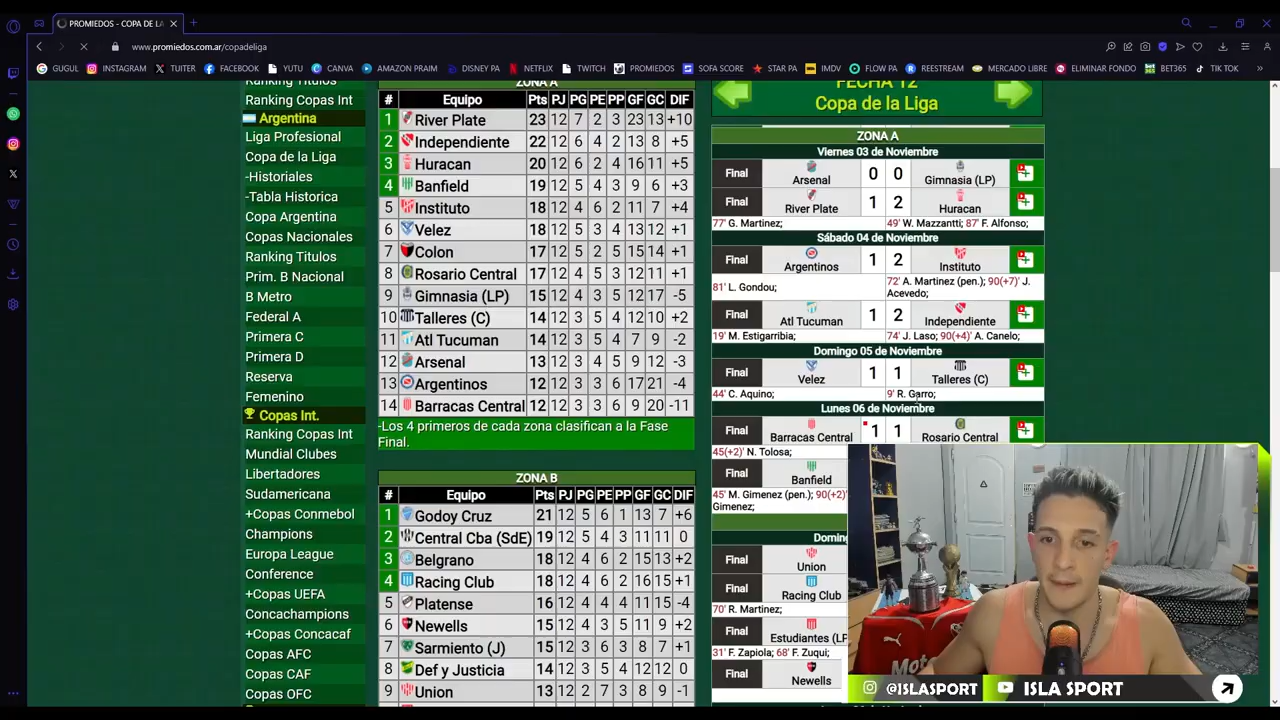 PROMIEDOS - COPA DE LA
www.promiedos.com.ar/copadeliga
GUGUL INSTAGRAM TUITER FACEBOOK YUTU CANVA AMAZON PRAIM DISNEY PA NETFLIX TWITCH PROMIEDOS SOFA SCORE STAR PA IMDV FLOW PA REESTREAM MERCADO LIBRE ELIMINAR FONDO BET365 TIK TOK
Ranking Titulos
Ranking Copas Int
Argentina
Liga Profesional
Copa de la Liga
-Historiales
-Tabla Historica
Copa Argentina
Copas Nacionales
Ranking Titulos
Prim. B Nacional
B Metro
Federal A
Primera C
Primera D
Reserva
Femenino
Copas Int.
Ranking Copas Int
Mundial Clubes
Libertadores
Sudamericana
+Copas Conmebol
Champions
Europa League
Conference
+Copas UEFA
Concachampions
+Copas Concacaf
Copas AFC
Copas CAF
Copas OFC
ZONA A
# Equipo Pts PJ PG PE PP GF GC DIF
1 River Plate 23 12 7 2 3 23 13 +10
2 Independiente 22 12 6 4 2 13 8 +5
3 Huracan 20 12 6 2 4 16 11 +5
4 Banfield 19 12 5 4 3 9 6 +3
5 Instituto 18 12 4 6 2 11 7 +4
6 Velez 18 12 5 3 4 13 12 +1
7 Colon 17 12 5 2 5 15 14 +1
8 Rosario Central 17 12 4 5 3 12 11 +1
9 Gimnasia (LP) 15 12 4 3 5 12 17 -5
10 Talleres (C) 14 12 3 5 4 12 10 +2
11 Atl Tucuman 14 12 3 5 4 7 9 -2
12 Arsenal 13 12 3 4 5 9 12 -3
13 Argentinos 12 12 3 3 6 17 21 -4
14 Barracas Central 12 12 3 3 6 9 20 -11
-Los 4 primeros de cada zona clasifican a la Fase
Final.
ZONA B
# Equipo Pts PJ PG PE PP GF GC DIF
1 Godoy Cruz 21 12 5 6 1 13 7 +6
2 Central Cba (SdE) 19 12 5 4 3 11 11 0
3 Belgrano 18 12 4 6 2 13 11 +2
4 Racing Club 18 12 4 6 2 16 15 +1
5 Platense 16 12 4 4 4 11 15 -4
6 Newells 15 12 3 6 3 11 9 +2
7 Sarmiento (J) 15 12 3 6 3 8 7 +1
8 Def y Justicia 14 12 3 5 4 12 12 0
9 Union 13 12 2 7 3 8 9 -1
FECHA 12
Copa de la Liga
ZONA A
Viernes 03 de Noviembre
Final Arsenal 0 0 Gimnasia (LP)
Final River Plate 1 2 Huracan
77' G. Martinez; 49' W. Mazzantti; 87' F. Alfonso;
Sábado 04 de Noviembre
Final Argentinos 1 2 Instituto
81' L. Gondou; 72' A. Martinez (pen.); 90(+7)' J.
Acevedo;
Final Atl Tucuman 1 2 Independiente
19' M. Estigarribia; 74' J. Laso; 90(+4)' A. Canelo;
Domingo 05 de Noviembre
Final Velez 1 1 Talleres (C)
44' C. Aquino; 9' R. Garro;
Lunes 06 de Noviembre
Final Barracas Central 1 1 Rosario Central
45(+2)' N. Tolosa;
Final Banfield
45' M. Gimenez (pen.); 90(+2)'
Gimenez;
Doming
Final Union
Final Racing Club
70' R. Martinez;
Final Estudiantes (LP
31' F. Zapiola; 68' F. Zuqui;
Final Newells
Mot
@ISLASPORT ISLA SPORT